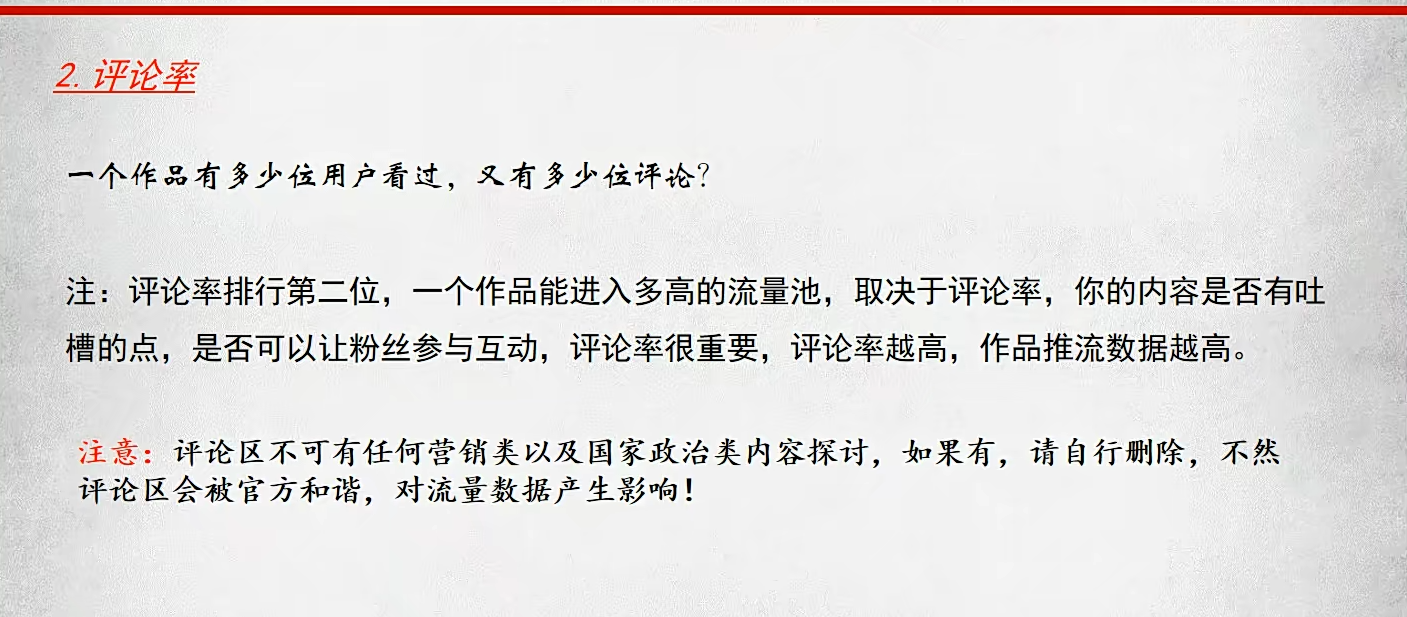 2. 评论率
一个作品有多少位用户看过，又有多少位评论？
注：评论率排行第二位，一个作品能进入多高的流量池，取决于评论率，你的内容是否有吐
槽的点，是否可以让粉丝参与互动，评论率很重要，评论率越高，作品推流数据越高。
注意：评论区不可有任何营销类以及国家政治类内容探讨，如果有，请自行删除，不然
评论区会被官方和谐，对流量数据产生影响！